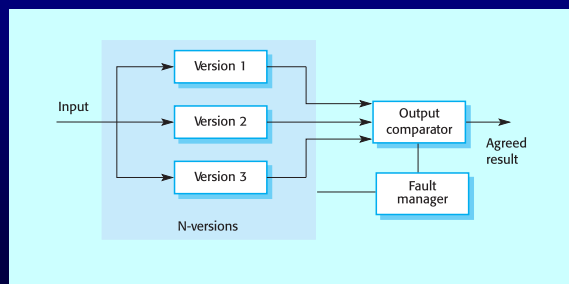 Version 1
Input
Version 2
Output
comparator
Agreed
result
Version 3
Fault
manager
N-versions